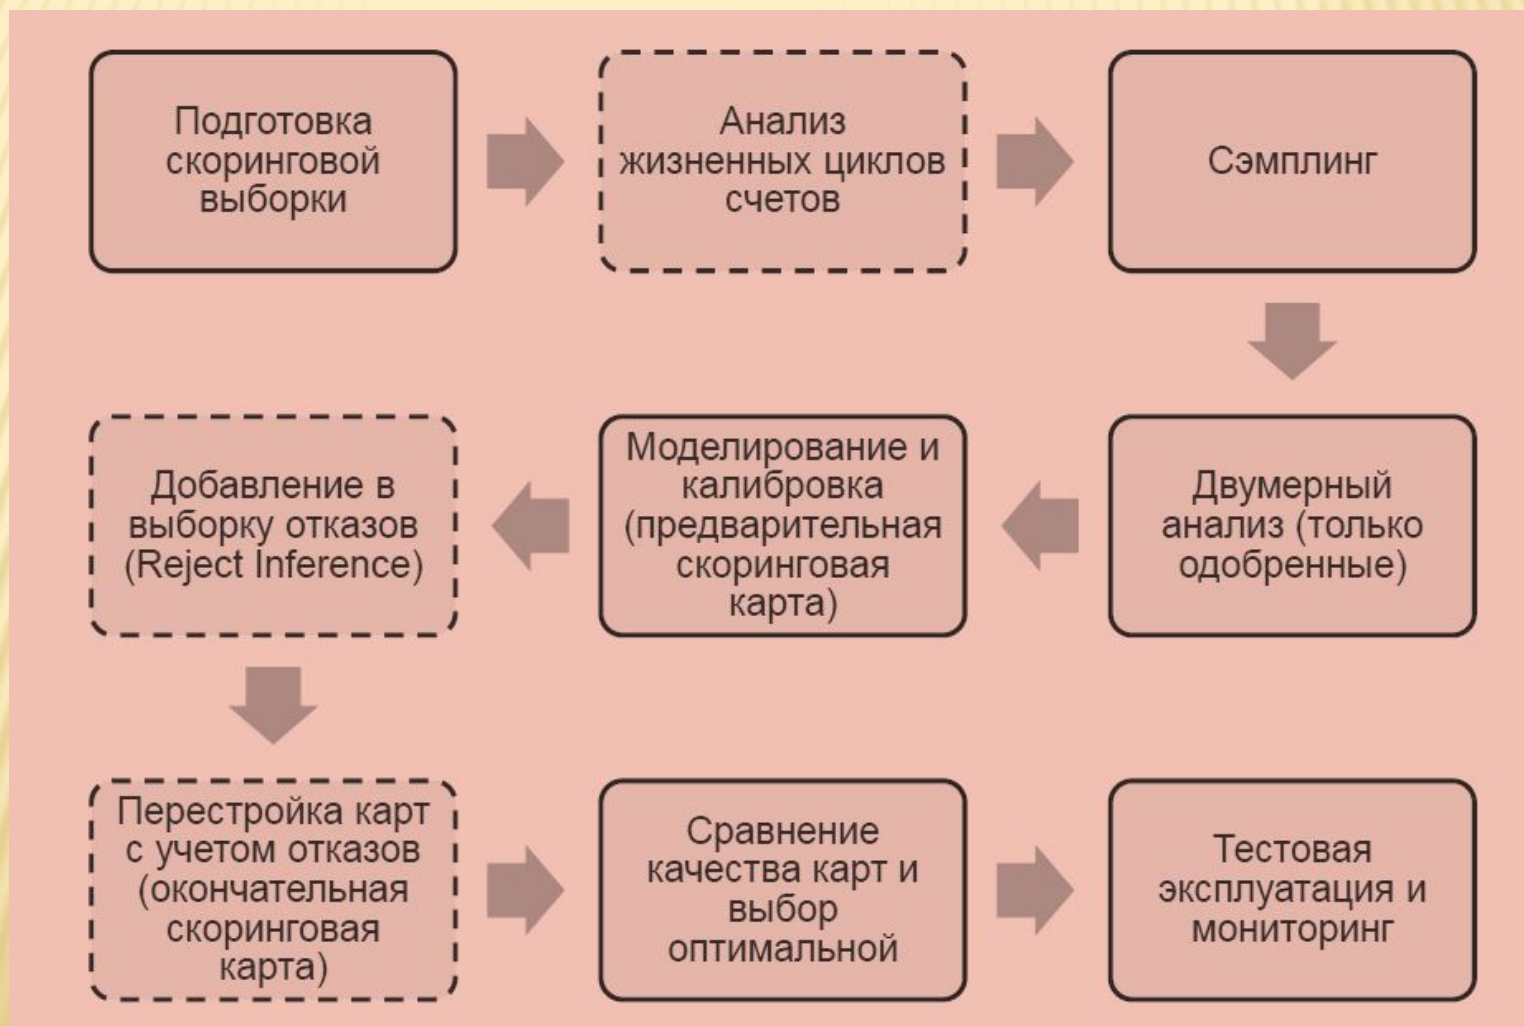 Подготовка
скоринговой
выборки
Анализ
жизненных циклов
счетов
Сэмплинг
Двумерный
анализ (только
одобренные)
Моделирование и
калибровка
(предварительная
скоринговая
карта)
Добавление в
выборку отказов
(Reject Inference)
Перестройка карт
с учетом отказов
(окончательная
скоринговая
карта)
Сравнение
качества карт и
выбор
оптимальной
Тестовая
эксплуатация и
мониторинг